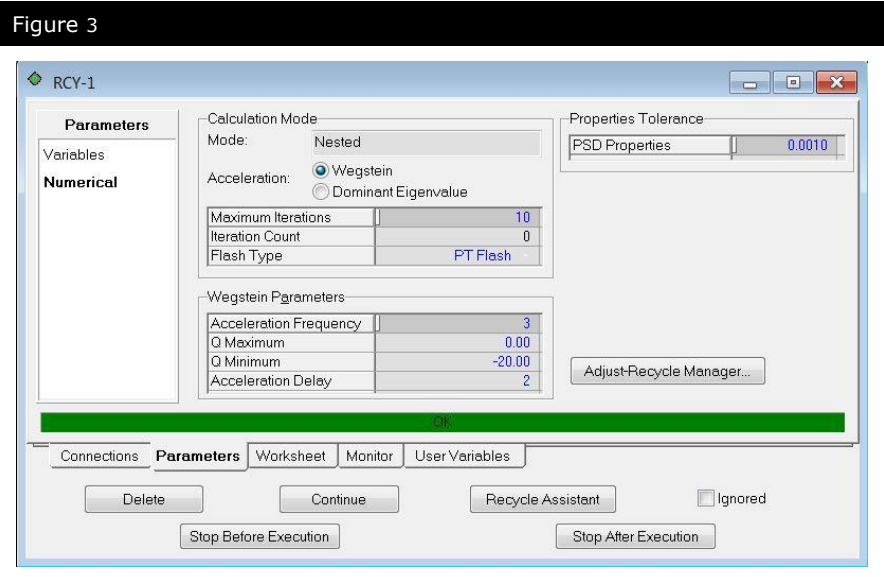 Figure 3
RCY-1
Parameters
Variables
Numerical
Calculation Mode
Mode: Nested
Acceleration: Wegstein
Dominant Eigenvalue
Maximum Iterations 10
Iteration Count 0
Flash Type PT Flash
Wegstein Parameters
Acceleration Frequency 3
Q Maximum 0.00
Q Minimum -20.00
Acceleration Delay 2
Properties Tolerance
PSD Properties 0.0010
Adjust-Recycle Manager...
OK
Connections Parameters Worksheet Monitor User Variables
Delete Continue Recycle Assistant Ignored
Stop Before Execution Stop After Execution